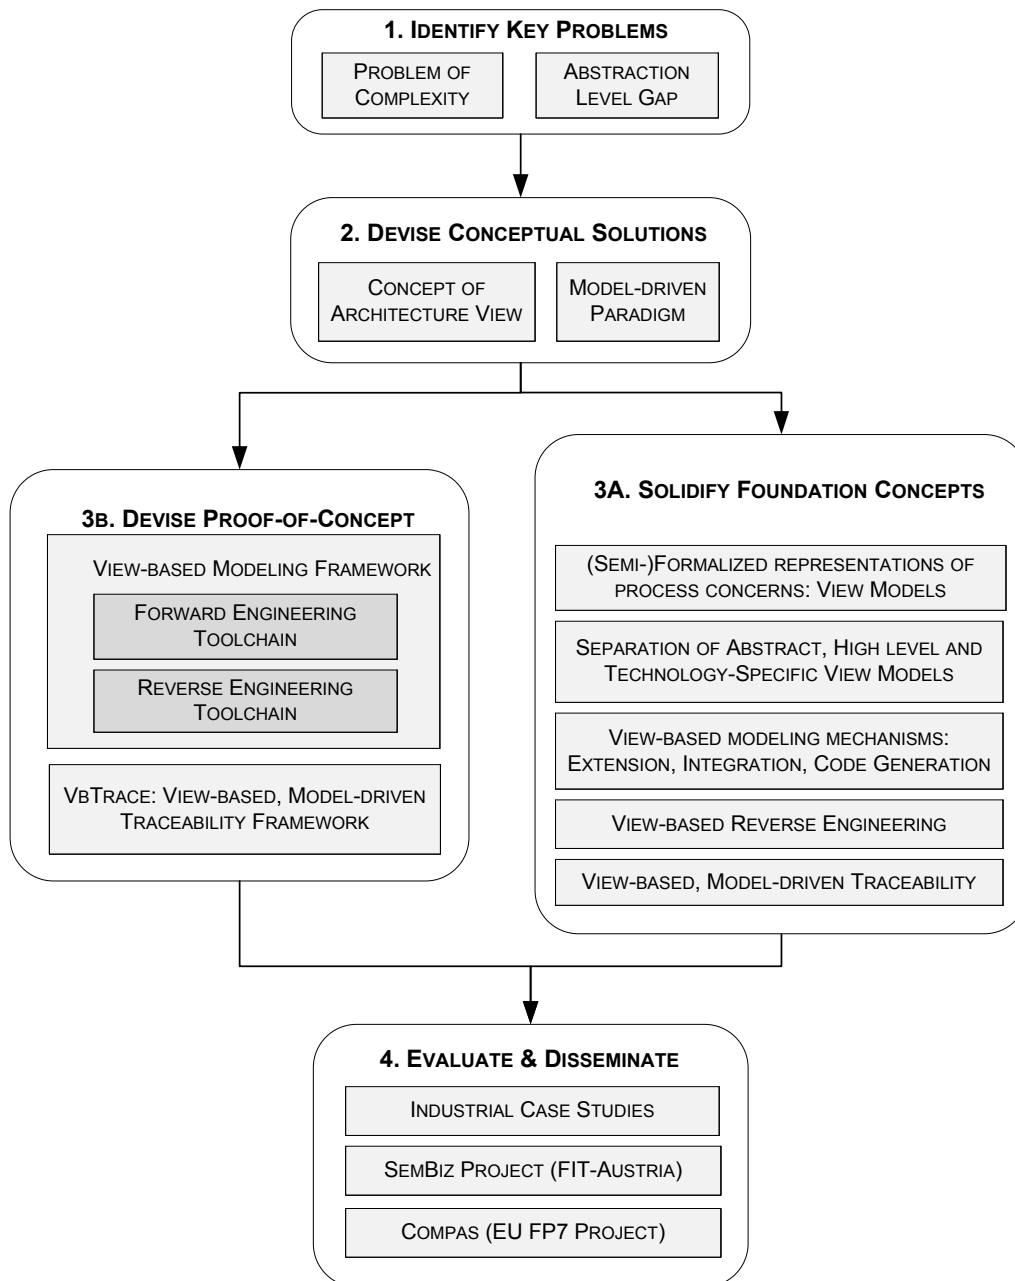 1. Identify Key Problems
Problem of
Complexity
Abstraction
Level Gap
2. Devise Conceptual Solutions
Concept of
Architecture View
Model-driven
Paradigm
3b. Devise Proof-of-Concept
View-based Modeling Framework
Forward Engineering
Toolchain
Reverse Engineering
Toolchain
VbTrace: View-based, Model-driven
Traceability Framework
3a. Solidify Foundation Concepts
(Semi-)Formalized representations of
process concerns: View Models
Separation of Abstract, High level and
Technology-Specific View Models
View-based modeling mechanisms:
Extension, Integration, Code Generation
View-based Reverse Engineering
View-based, Model-driven Traceability
4. Evaluate & Disseminate
Industrial Case Studies
SemBiz Project (FIT-Austria)
Compas (EU FP7 Project)